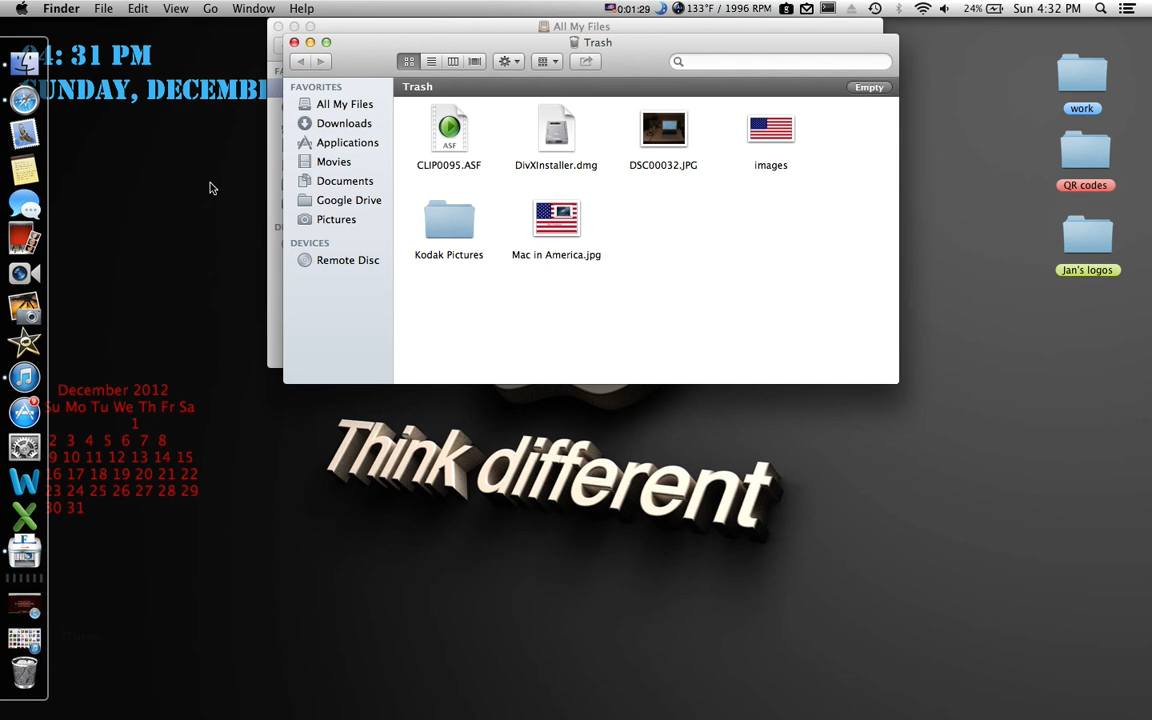 Finder File Edit View Go Window Help 0:01:29 133°F / 1996 RPM 24% Sun 4:32 PM
All My Files
Trash
4: 31 PM
SUNDAY, DECEMBE
FAVORITES
All My Files
Downloads
Applications
Movies
Documents
Google Drive
Pictures
DEVICES
Remote Disc
Trash Empty
ASF
CLIP0095.ASF DivXInstaller.dmg DSC00032.JPG images
Kodak Pictures Mac in America.jpg
work
QR codes
Jan's logos
December 2012
Su Mo Tu We Th Fr Sa
1
2 3 4 5 6 7 8
9 10 11 12 13 14 15
16 17 18 19 20 21 22
23 24 25 26 27 28 29
30 31
Think different